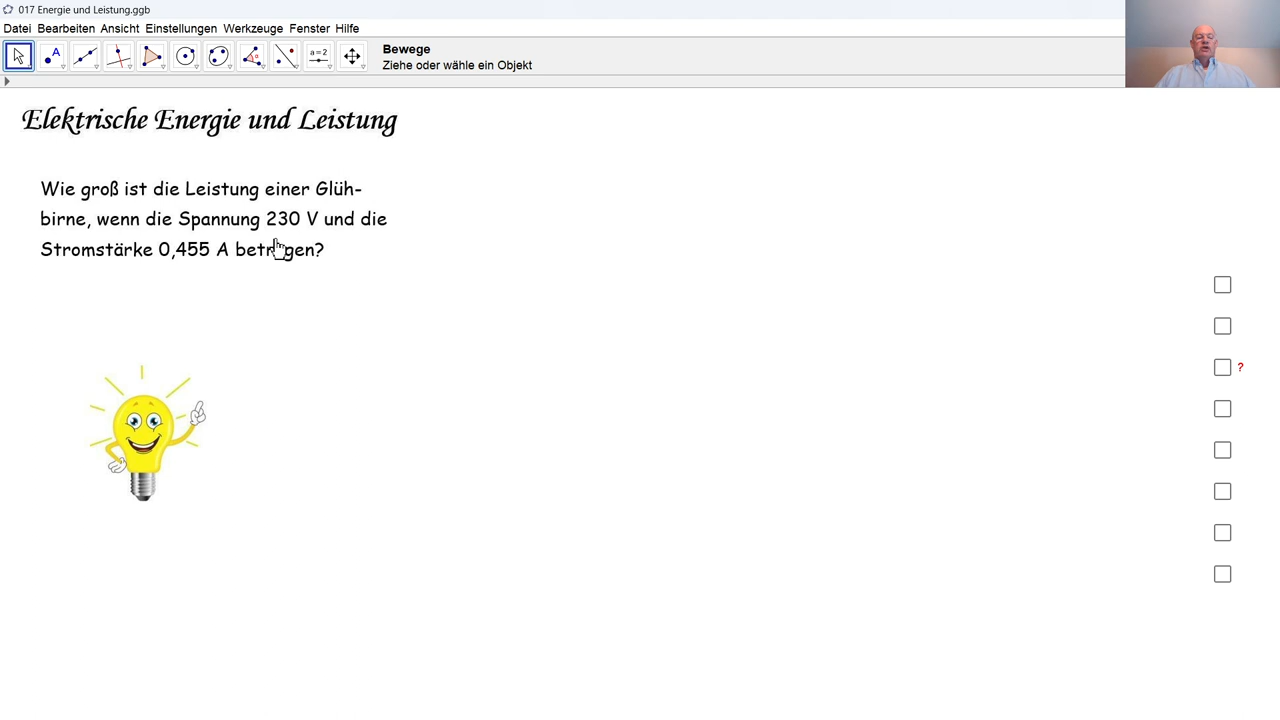 017 Energie und Leistung.ggb
Datei Bearbeiten Ansicht Einstellungen Werkzeuge Fenster Hilfe
A
a=2
Bewege
Ziehe oder wähle ein Objekt
Elektrische Energie und Leistung
Wie groß ist die Leistung einer Glüh-
birne, wenn die Spannung 230 V und die
Stromstärke 0,455 A betragen?
?